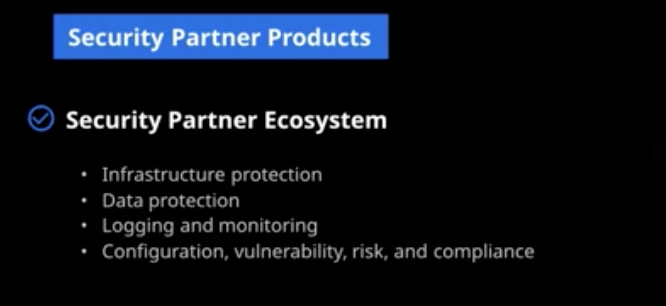 Security Partner Products
Security Partner Ecosystem
• Infrastructure protection
• Data protection
• Logging and monitoring
• Configuration, vulnerability, risk, and compliance